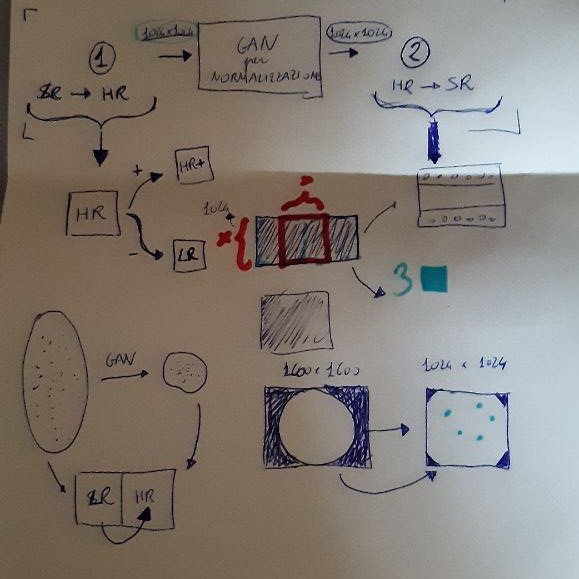 1024x1024
GAN
per
NORMALIZZAZIONE
1024x1024
1
SR → HR
2
HR → SR
+
HR+
HR
-
LR
1024
x
3
GAN
1600 x 1600
1024 x 1024
SR
HR